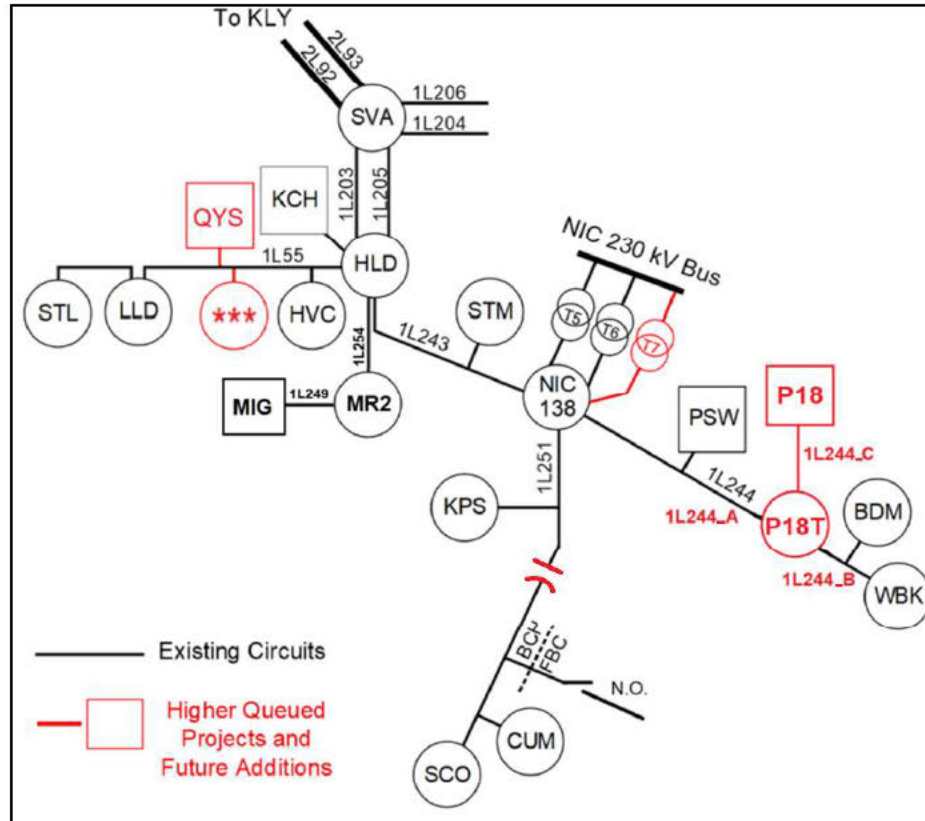 To KLY
2L93
2L92
1L206
SVA
1L204
1L203
1L205
KCH
QYS
NIC 230 kV Bus
1L55
HLD
STL
LLD
***
HVC
STM
T5
T6
T7
1L243
1L254
NIC
138
MIG
1L249
MR2
PSW
P18
1L251
1L244_C
1L244
KPS
1L244_A
P18T
BDM
1L244_B
WBK
BCH
FBC
N.O.
Existing Circuits
Higher Queued
Projects and
Future Additions
CUM
SCO